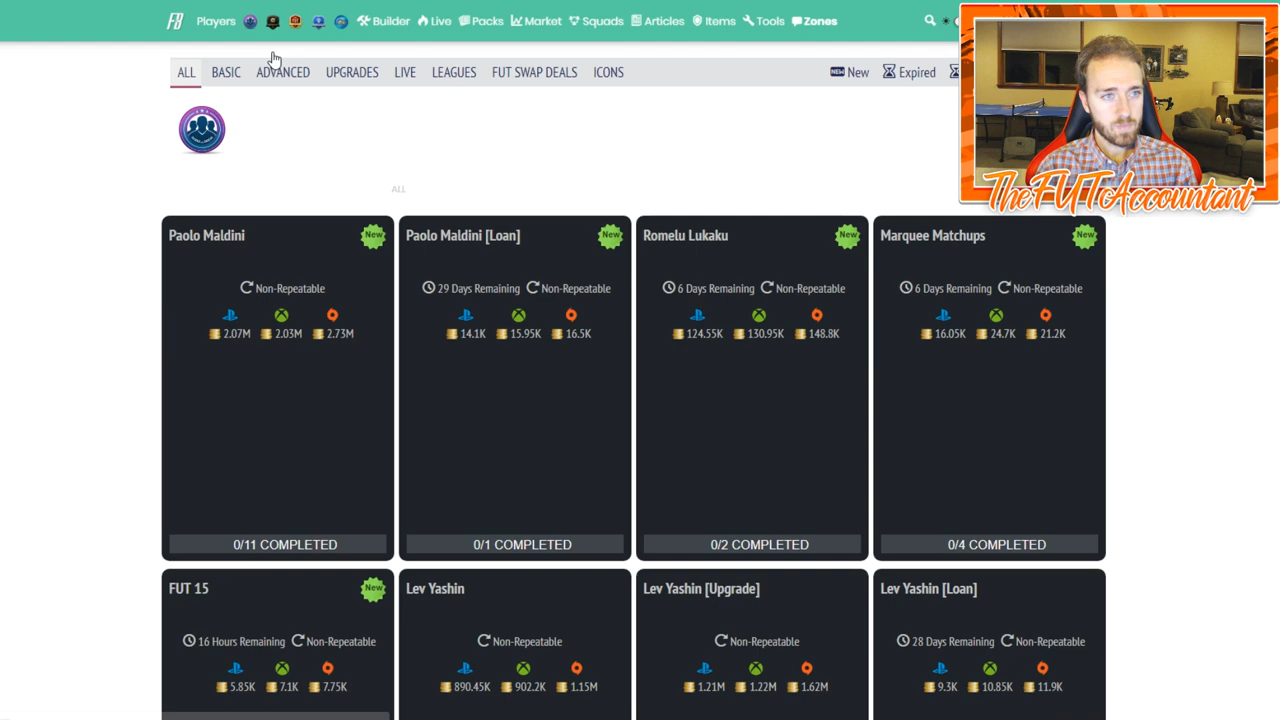 F8 Players Builder Live Packs Market Squads Articles Items Tools Zones
ALL BASIC ADVANCED UPGRADES LIVE LEAGUES FUT SWAP DEALS ICONS NEW New Expired
TheFUTAccountant
ALL
Paolo Maldini New
Non-Repeatable
2.07M 2.03M 2.73M
0/11 COMPLETED
Paolo Maldini [Loan] New
29 Days Remaining Non-Repeatable
14.1K 15.95K 16.5K
0/1 COMPLETED
Romelu Lukaku New
6 Days Remaining Non-Repeatable
124.55K 130.95K 148.8K
0/2 COMPLETED
Marquee Matchups New
6 Days Remaining Non-Repeatable
16.05K 24.7K 21.2K
0/4 COMPLETED
FUT 15 New
16 Hours Remaining Non-Repeatable
5.85K 7.1K 7.75K
Lev Yashin
Non-Repeatable
890.45K 902.2K 1.15M
Lev Yashin [Upgrade]
Non-Repeatable
1.21M 1.22M 1.62M
Lev Yashin [Loan]
28 Days Remaining Non-Repeatable
9.3K 10.85K 11.9K